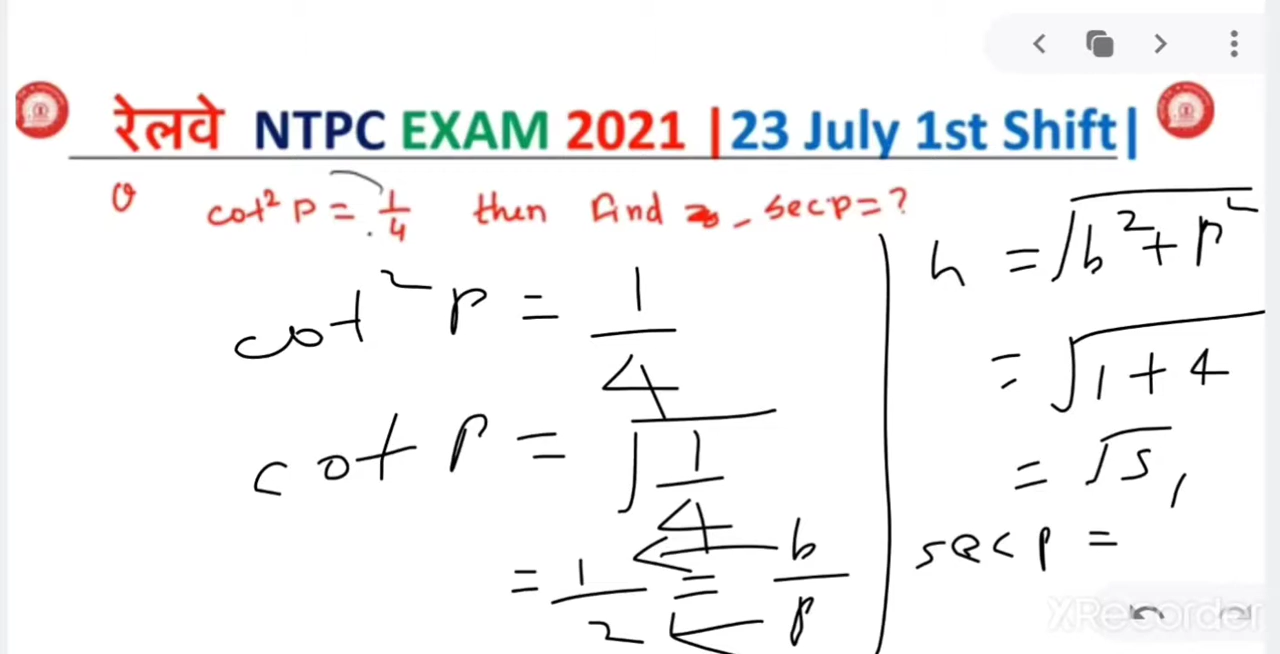 रेलवे NTPC EXAM 2021 |23 July 1st Shift|
Q cot² P = 1/4 then find - sec P = ?
cot² P = 1/4
cot P = √(1/4)
= 1/2 = b/P
h = √(b² + P²)
= √(1 + 4)
= √5,
sec P =
XRecorder